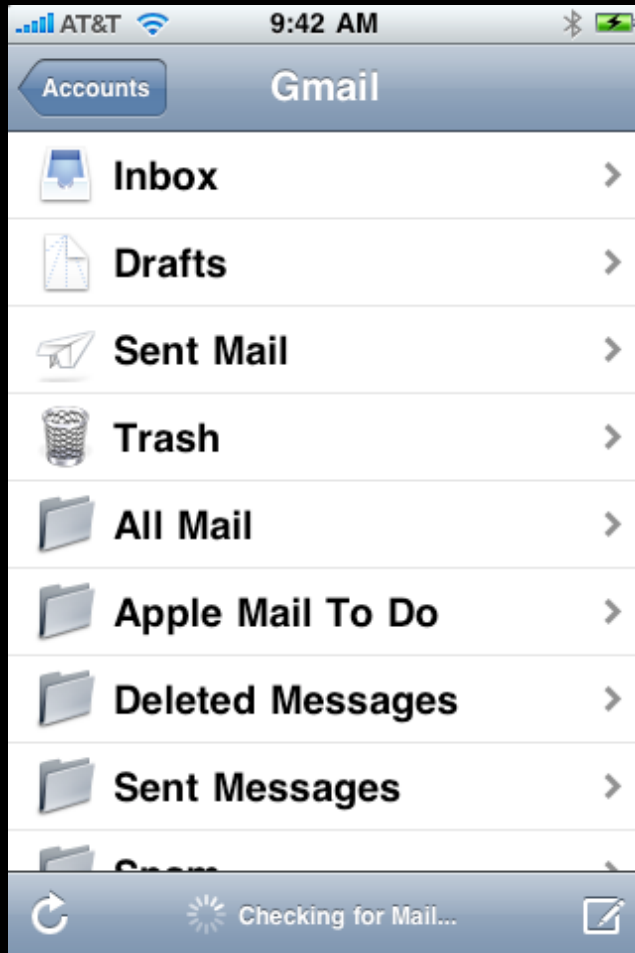 AT&T 9:42 AM
Accounts Gmail
Inbox
Drafts
Sent Mail
Trash
All Mail
Apple Mail To Do
Deleted Messages
Sent Messages
Spam
Checking for Mail...